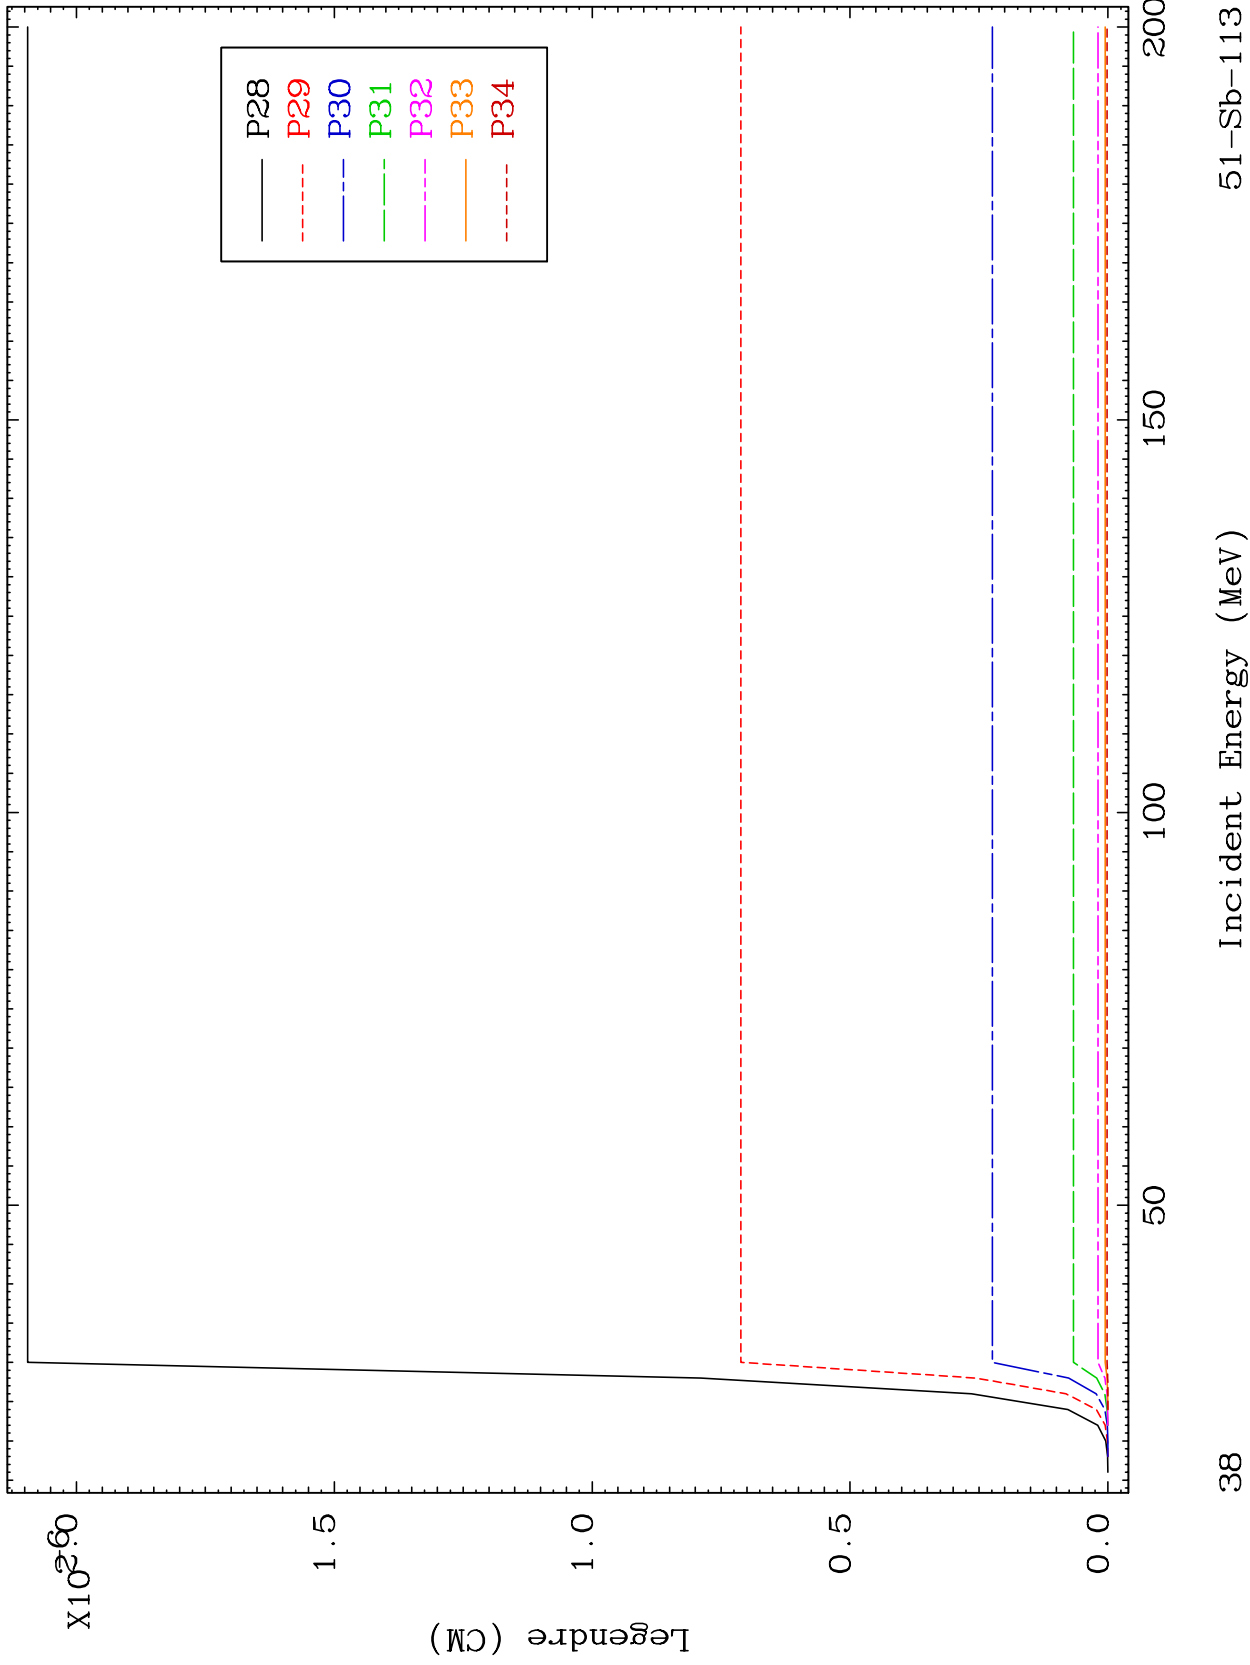 X10-6
2.0
1.5
1.0
0.5
0.0
Legendre (CM)
P28
P29
P30
P31
P32
P33
P34
50
100
150
200
38
Incident Energy (MeV)
51-Sb-113